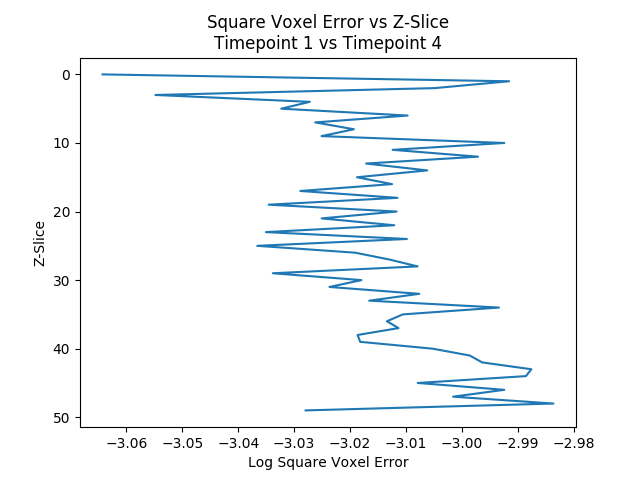 Square Voxel Error vs Z-Slice
Timepoint 1 vs Timepoint 4
0
10
20
30
40
50
Z-Slice
−3.06 −3.05 −3.04 −3.03 −3.02 −3.01 −3.00 −2.99 −2.98
Log Square Voxel Error